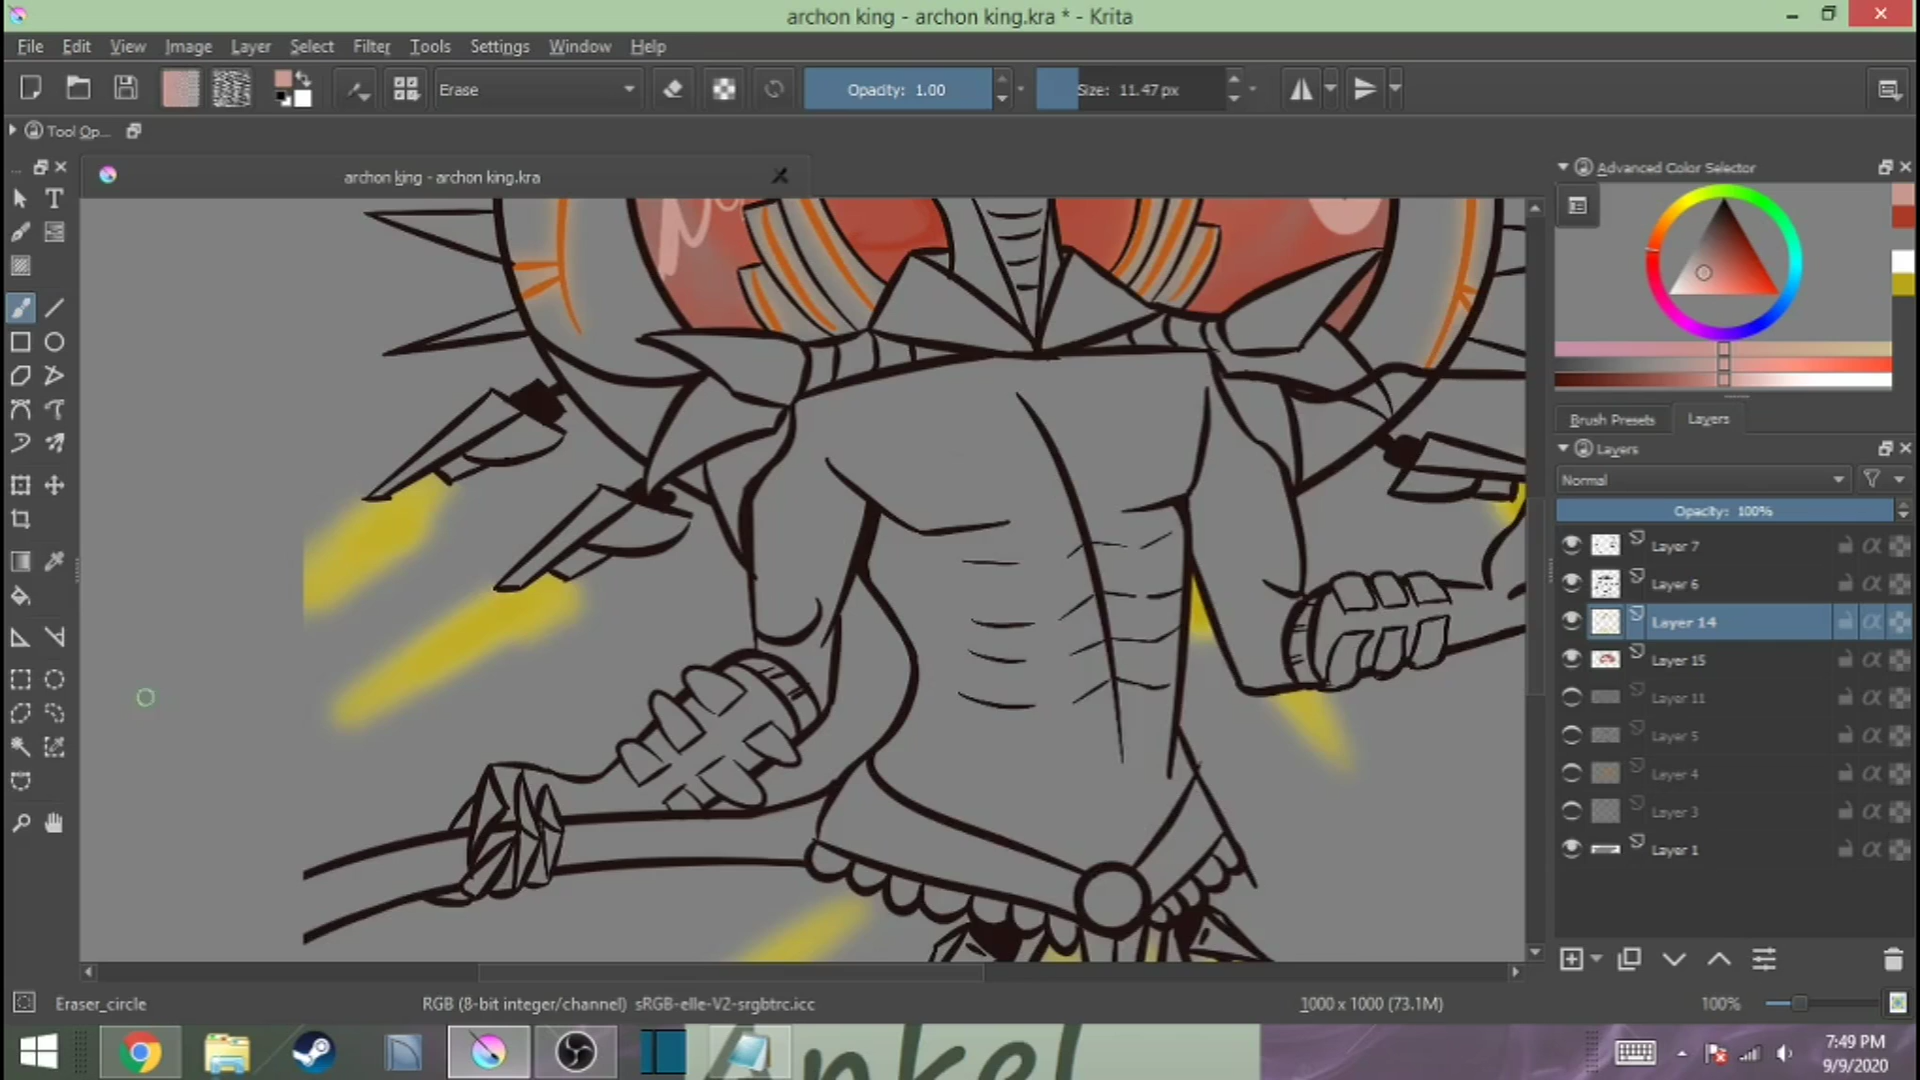 archon king - archon king.kra * - Krita
File Edit View Image Layer Select Filter Tools Settings Window Help
Erase Opacity: 1.00 Size: 11.47 px
Tool Op...
archon king - archon king.kra
Advanced Color Selector
Brush Presets Layers
Layers
Normal
Opacity: 100%
Layer 7
Layer 6
Layer 14
Layer 15
Layer 11
Layer 5
Layer 4
Layer 3
Layer 1
Eraser_circle RGB (8-bit integer/channel) sRGB-elle-V2-srgbtrc.icc 1000 x 1000 (73.1M) 100%
7:49 PM
9/9/2020